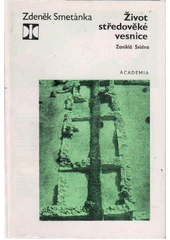 Zdeněk Smetánka
Život
středověké
vesnice
Zaniklá Svídna
ACADEMIA